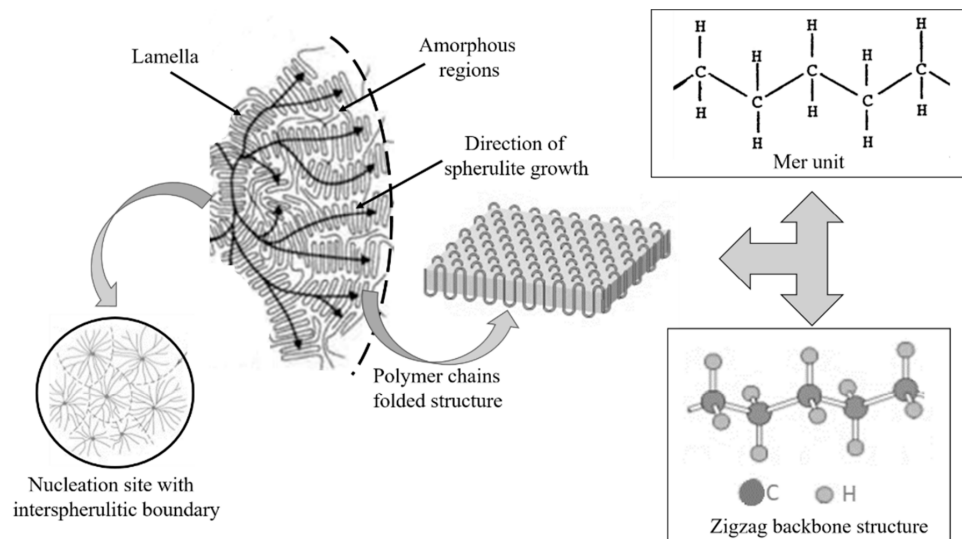 Lamella
Amorphous
regions
Direction of
spherulite growth
Polymer chains
folded structure
Nucleation site with
interspherulitic boundary
H H H
H H
C C C
C C
H H H
H H
Mer unit
C H
Zigzag backbone structure